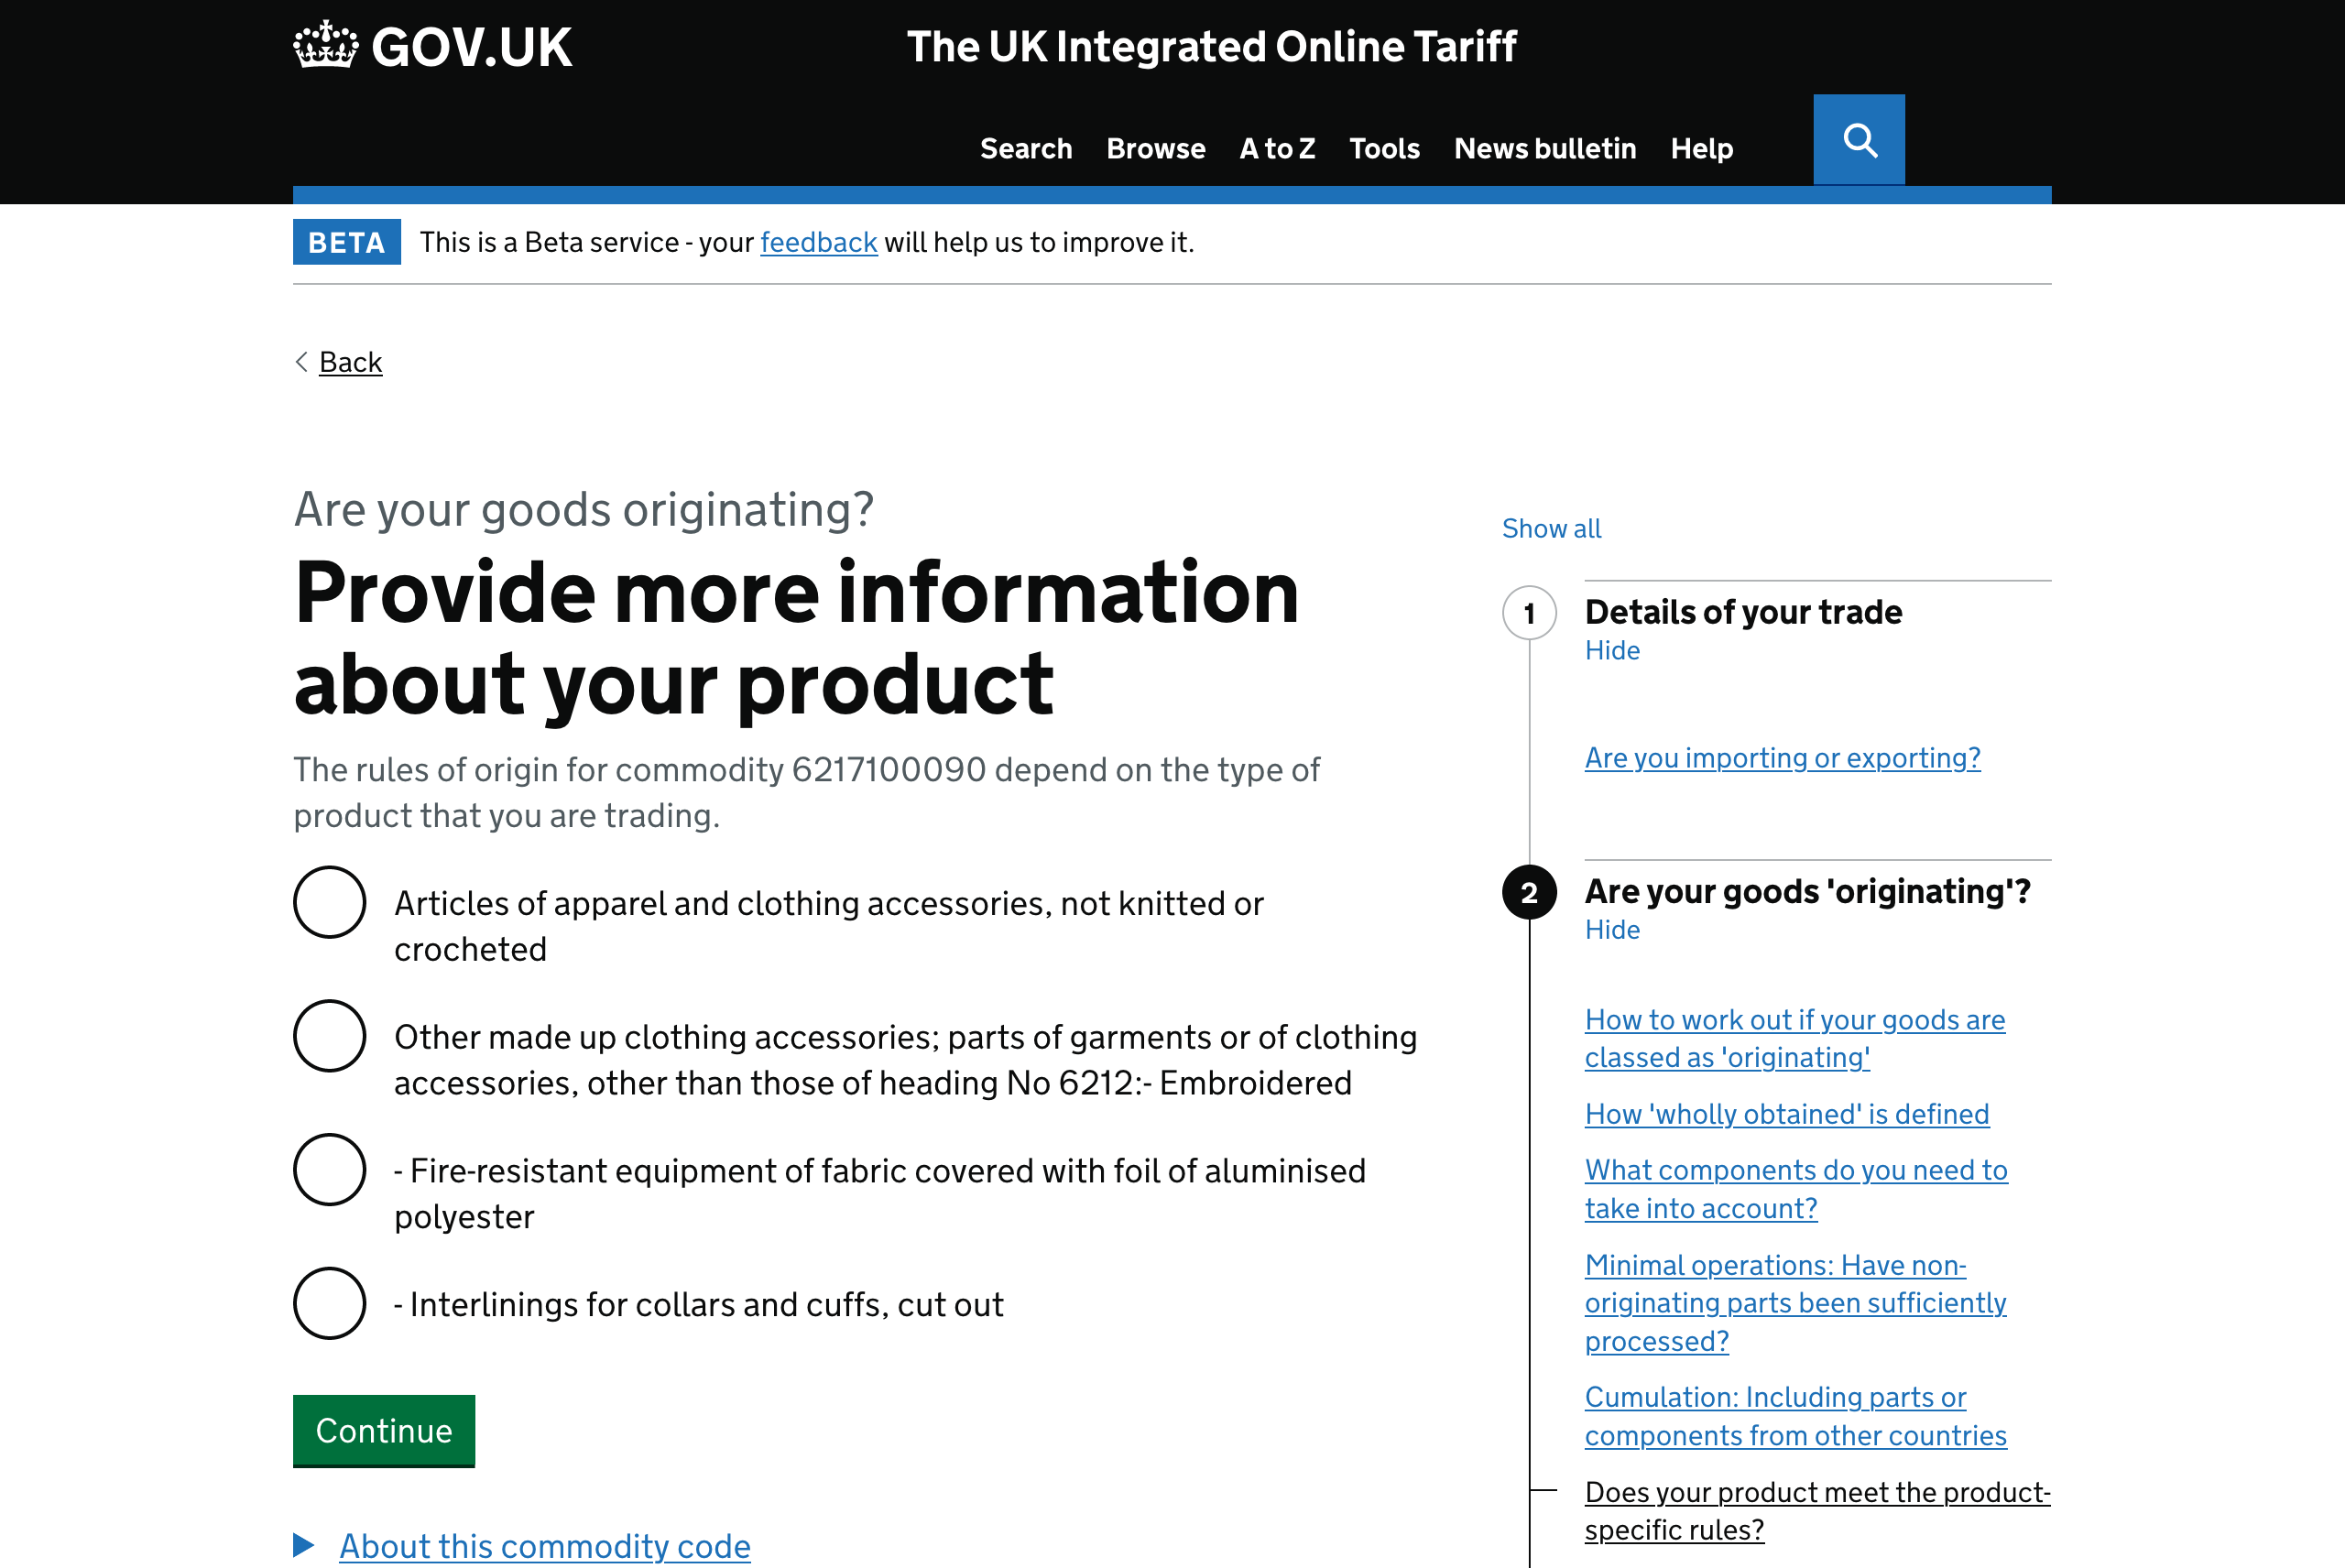 GOV.UK
The UK Integrated Online Tariff
Search Browse A to Z Tools News bulletin Help
BETA This is a Beta service - your feedback will help us to improve it.
Back
Are your goods originating?
Provide more information
about your product
The rules of origin for commodity 6217100090 depend on the type of
product that you are trading.
Articles of apparel and clothing accessories, not knitted or
crocheted
Other made up clothing accessories; parts of garments or of clothing
accessories, other than those of heading No 6212:- Embroidered
- Fire-resistant equipment of fabric covered with foil of aluminised
polyester
- Interlinings for collars and cuffs, cut out
Continue
About this commodity code
Show all
1 Details of your trade
Hide
Are you importing or exporting?
2 Are your goods 'originating'?
Hide
How to work out if your goods are
classed as 'originating'
How 'wholly obtained' is defined
What components do you need to
take into account?
Minimal operations: Have non-
originating parts been sufficiently
processed?
Cumulation: Including parts or
components from other countries
Does your product meet the product-
specific rules?